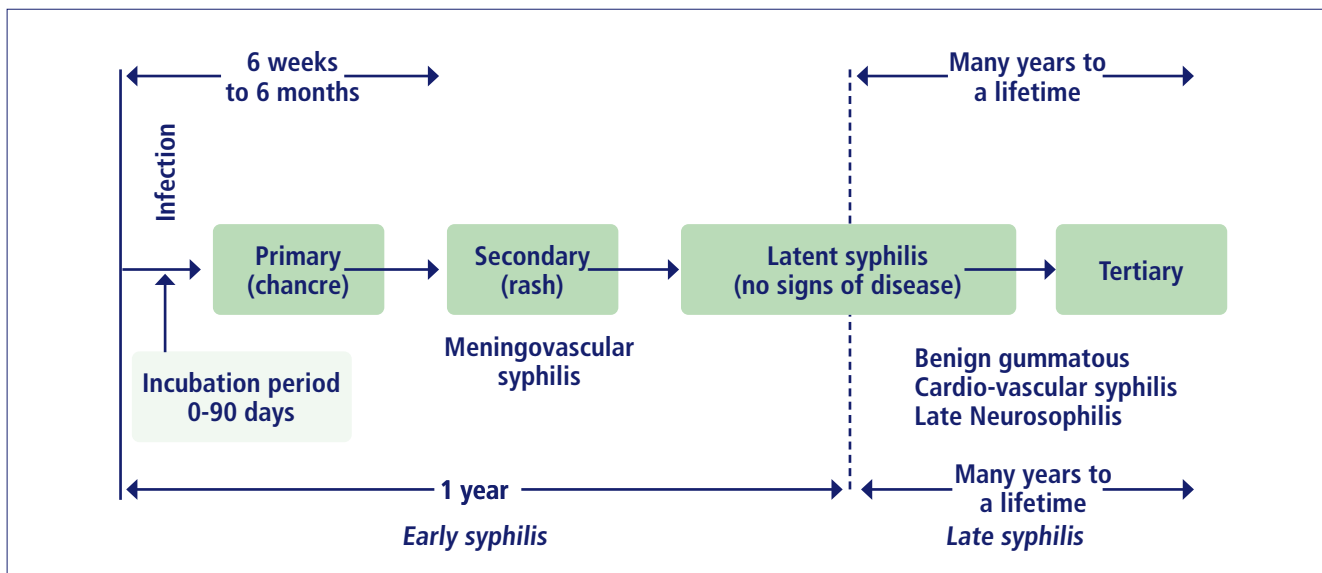 6 weeks
to 6 months
Many years to
a lifetime
Infection
Primary
(chancre)
Secondary
(rash)
Latent syphilis
(no signs of disease)
Tertiary
Incubation period
0-90 days
Meningovascular
syphilis
Benign gummatous
Cardio-vascular syphilis
Late Neurosophilis
1 year
Many years to
a lifetime
Early syphilis
Late syphilis